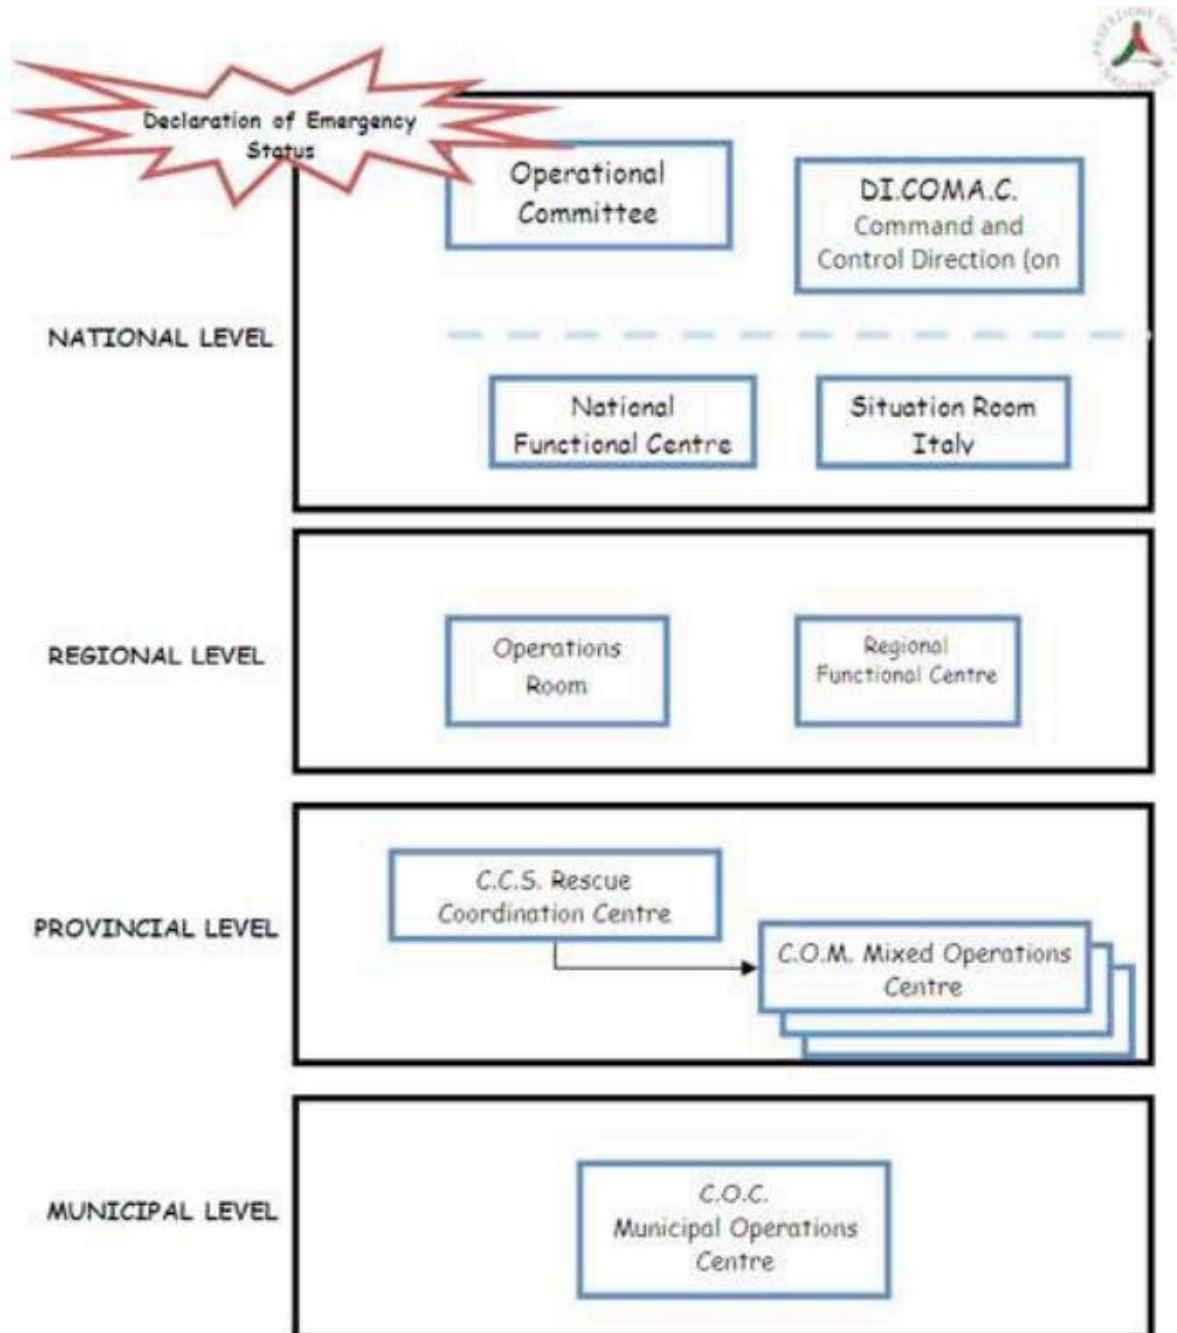 Declaration of Emergency
Status
Operational
Committee
DI.COMA.C.
Command and
Control Direction (on
NATIONAL LEVEL
National
Functional Centre
Situation Room
Italy
REGIONAL LEVEL
Operations
Room
Regional
Functional Centre
PROVINCIAL LEVEL
C.C.S. Rescue
Coordination Centre
C.O.M. Mixed Operations
Centre
MUNICIPAL LEVEL
C.O.C.
Municipal Operations
Centre